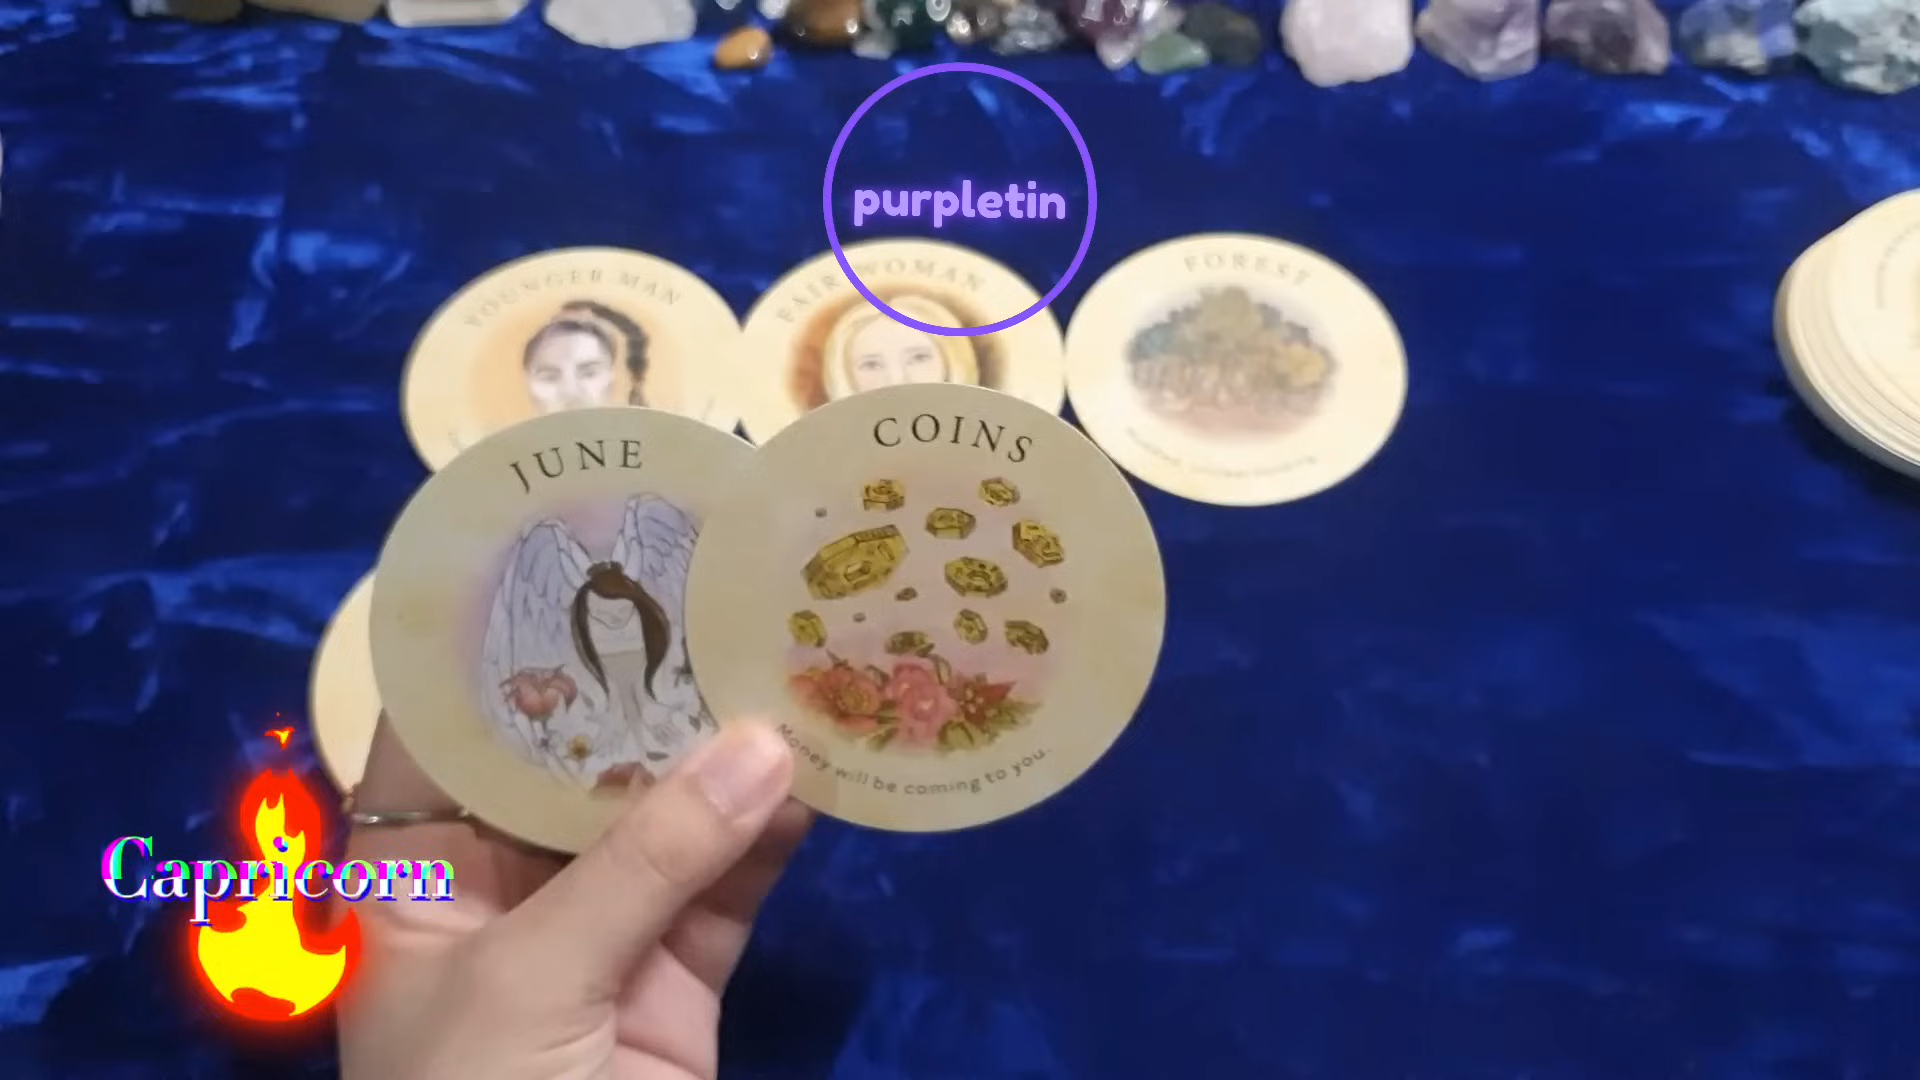 purpletin
YOUNGER MAN
FAIR WOMAN
FOREST
JUNE
COINS
Money will be coming to you.
Capricorn